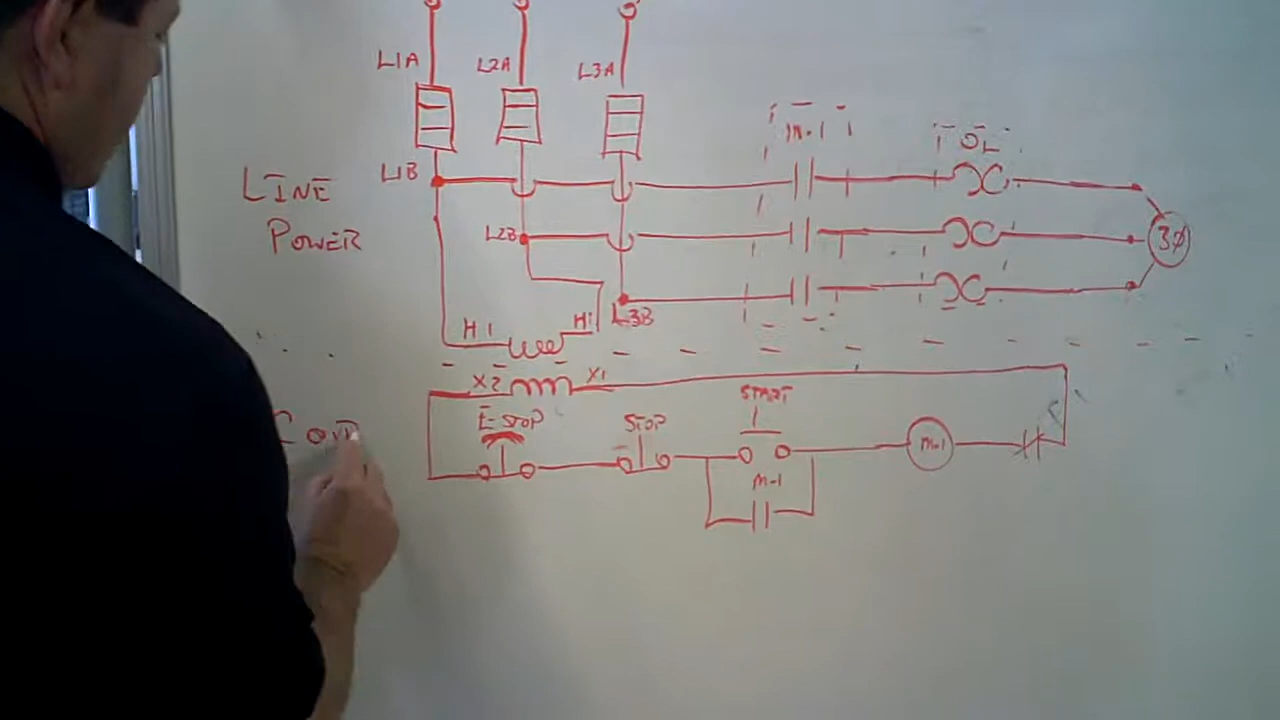 L1A L2A L3A
M-1 OL
L1B
LINE
POWER
L2B
3Ø
H1 H1 L3B
X2 X1
E-STOP STOP START
Con
M-1
M-1